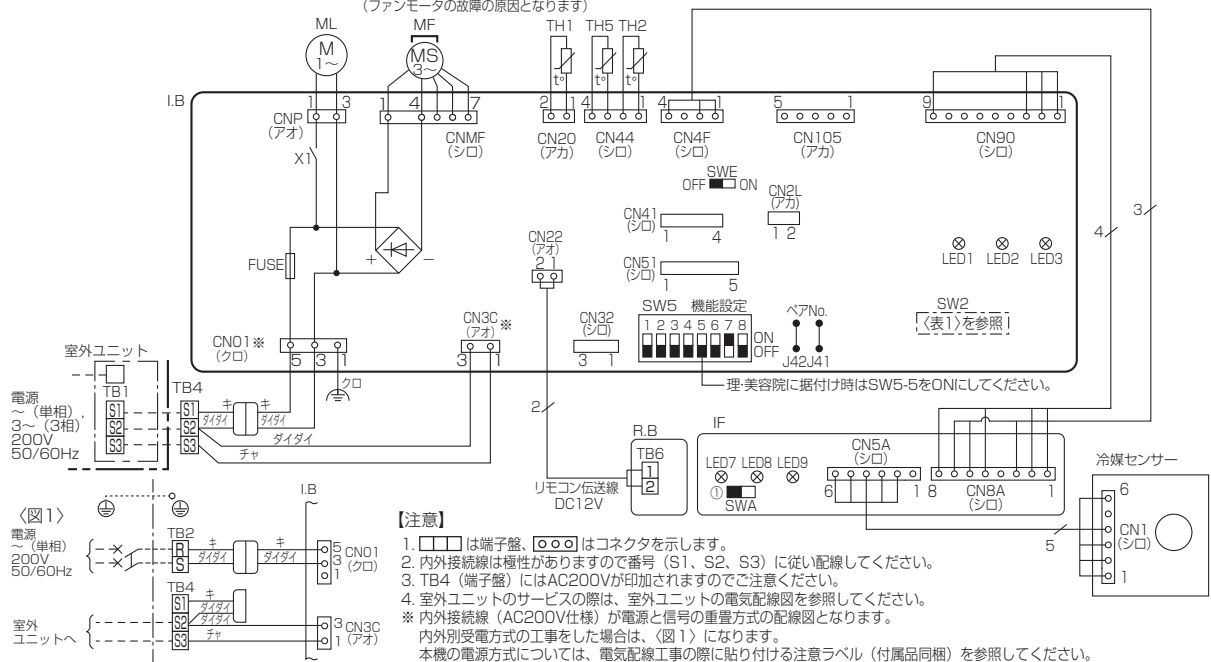 （ファンモータの故障の原因となります）
ML
MF
TH1
TH5 TH2
M
1～
MS
3～
t°
t°
t°
I.B
1 3
1 4 7
2 1
4 1
4 1
5 1
9 1
CNP
（アオ）
CNMF
（シロ）
CN20
（アカ）
CN44
（シロ）
CN4F
（シロ）
CN105
（アカ）
CN90
（シロ）
X1
SWE
OFF ON
CN2L
（アカ）
1 2
CN41
（シロ）
1 4
3
4
CN22
（アオ）
2 1
CN51
（シロ）
1 5
LED1 LED2 LED3
FUSE
+ −
SW5 機能設定
1 2 3 4 5 6 7 8
ON
OFF
ペアNo.
J42 J41
SW2
〈表1〉を参照
CN01※
（クロ）
5 3 1
CN3C※
（アオ）
3 1
CN32
（シロ）
3 1
クロ
理・美容院に据付け時はSW5-5をONにしてください。
室外ユニット
TB1
TB4
電源
～（単相）,
3～（3相）
200V
50/60Hz
S1
S2
S3
S1
S2
S3
キ キ
ダイダイ ダイダイ
ダイダイ
チャ
2
R.B
TB6
1
2
リモコン伝送線
DC12V
IF
LED7 LED8 LED9
①
SWA
CN5A
（シロ）
6 1
8 1
CN8A
（シロ）
冷媒センサー
6
CN1
（シロ）
1
5
〈図1〉
電源
～（単相）
200V
50/60Hz
TB2
R
S
キ キ
ダイダイ ダイダイ
I.B
5
3
1
CN01
（クロ）
TB4
S1
S2
S3
キ
ダイダイ
ダイダイ
チャ
3
1
CN3C
（アオ）
室外
ユニットへ
【注意】
1. は端子盤、 はコネクタを示します。
2. 内外接続線は極性がありますので番号（S1、S2、S3）に従い配線してください。
3. TB4（端子盤）にはAC200Vが印加されますのでご注意ください。
4. 室外ユニットのサービスの際は、室外ユニットの電気配線図を参照してください。
※ 内外接続線（AC200V仕様）が電源と信号の重畳方式の配線図となります。
内外別受電方式の工事をした場合は、〈図1〉になります。
本機の電源方式については、電気配線工事の際に貼り付ける注意ラベル（付属品同梱）を参照してください。